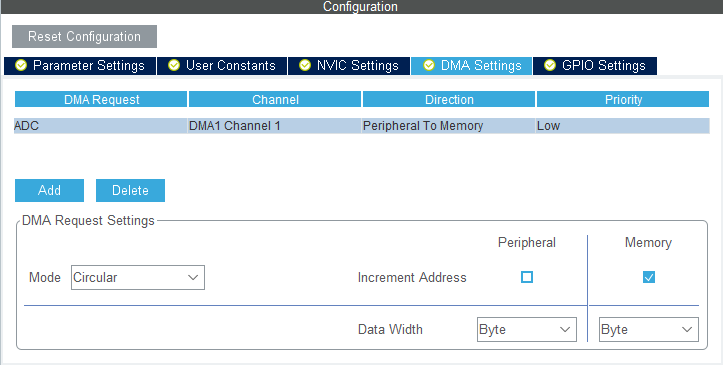 Configuration
Reset Configuration
Parameter Settings User Constants NVIC Settings DMA Settings GPIO Settings
DMA Request Channel Direction Priority
ADC DMA1 Channel 1 Peripheral To Memory Low
Add Delete
DMA Request Settings
Peripheral Memory
Mode Circular Increment Address
Data Width Byte Byte